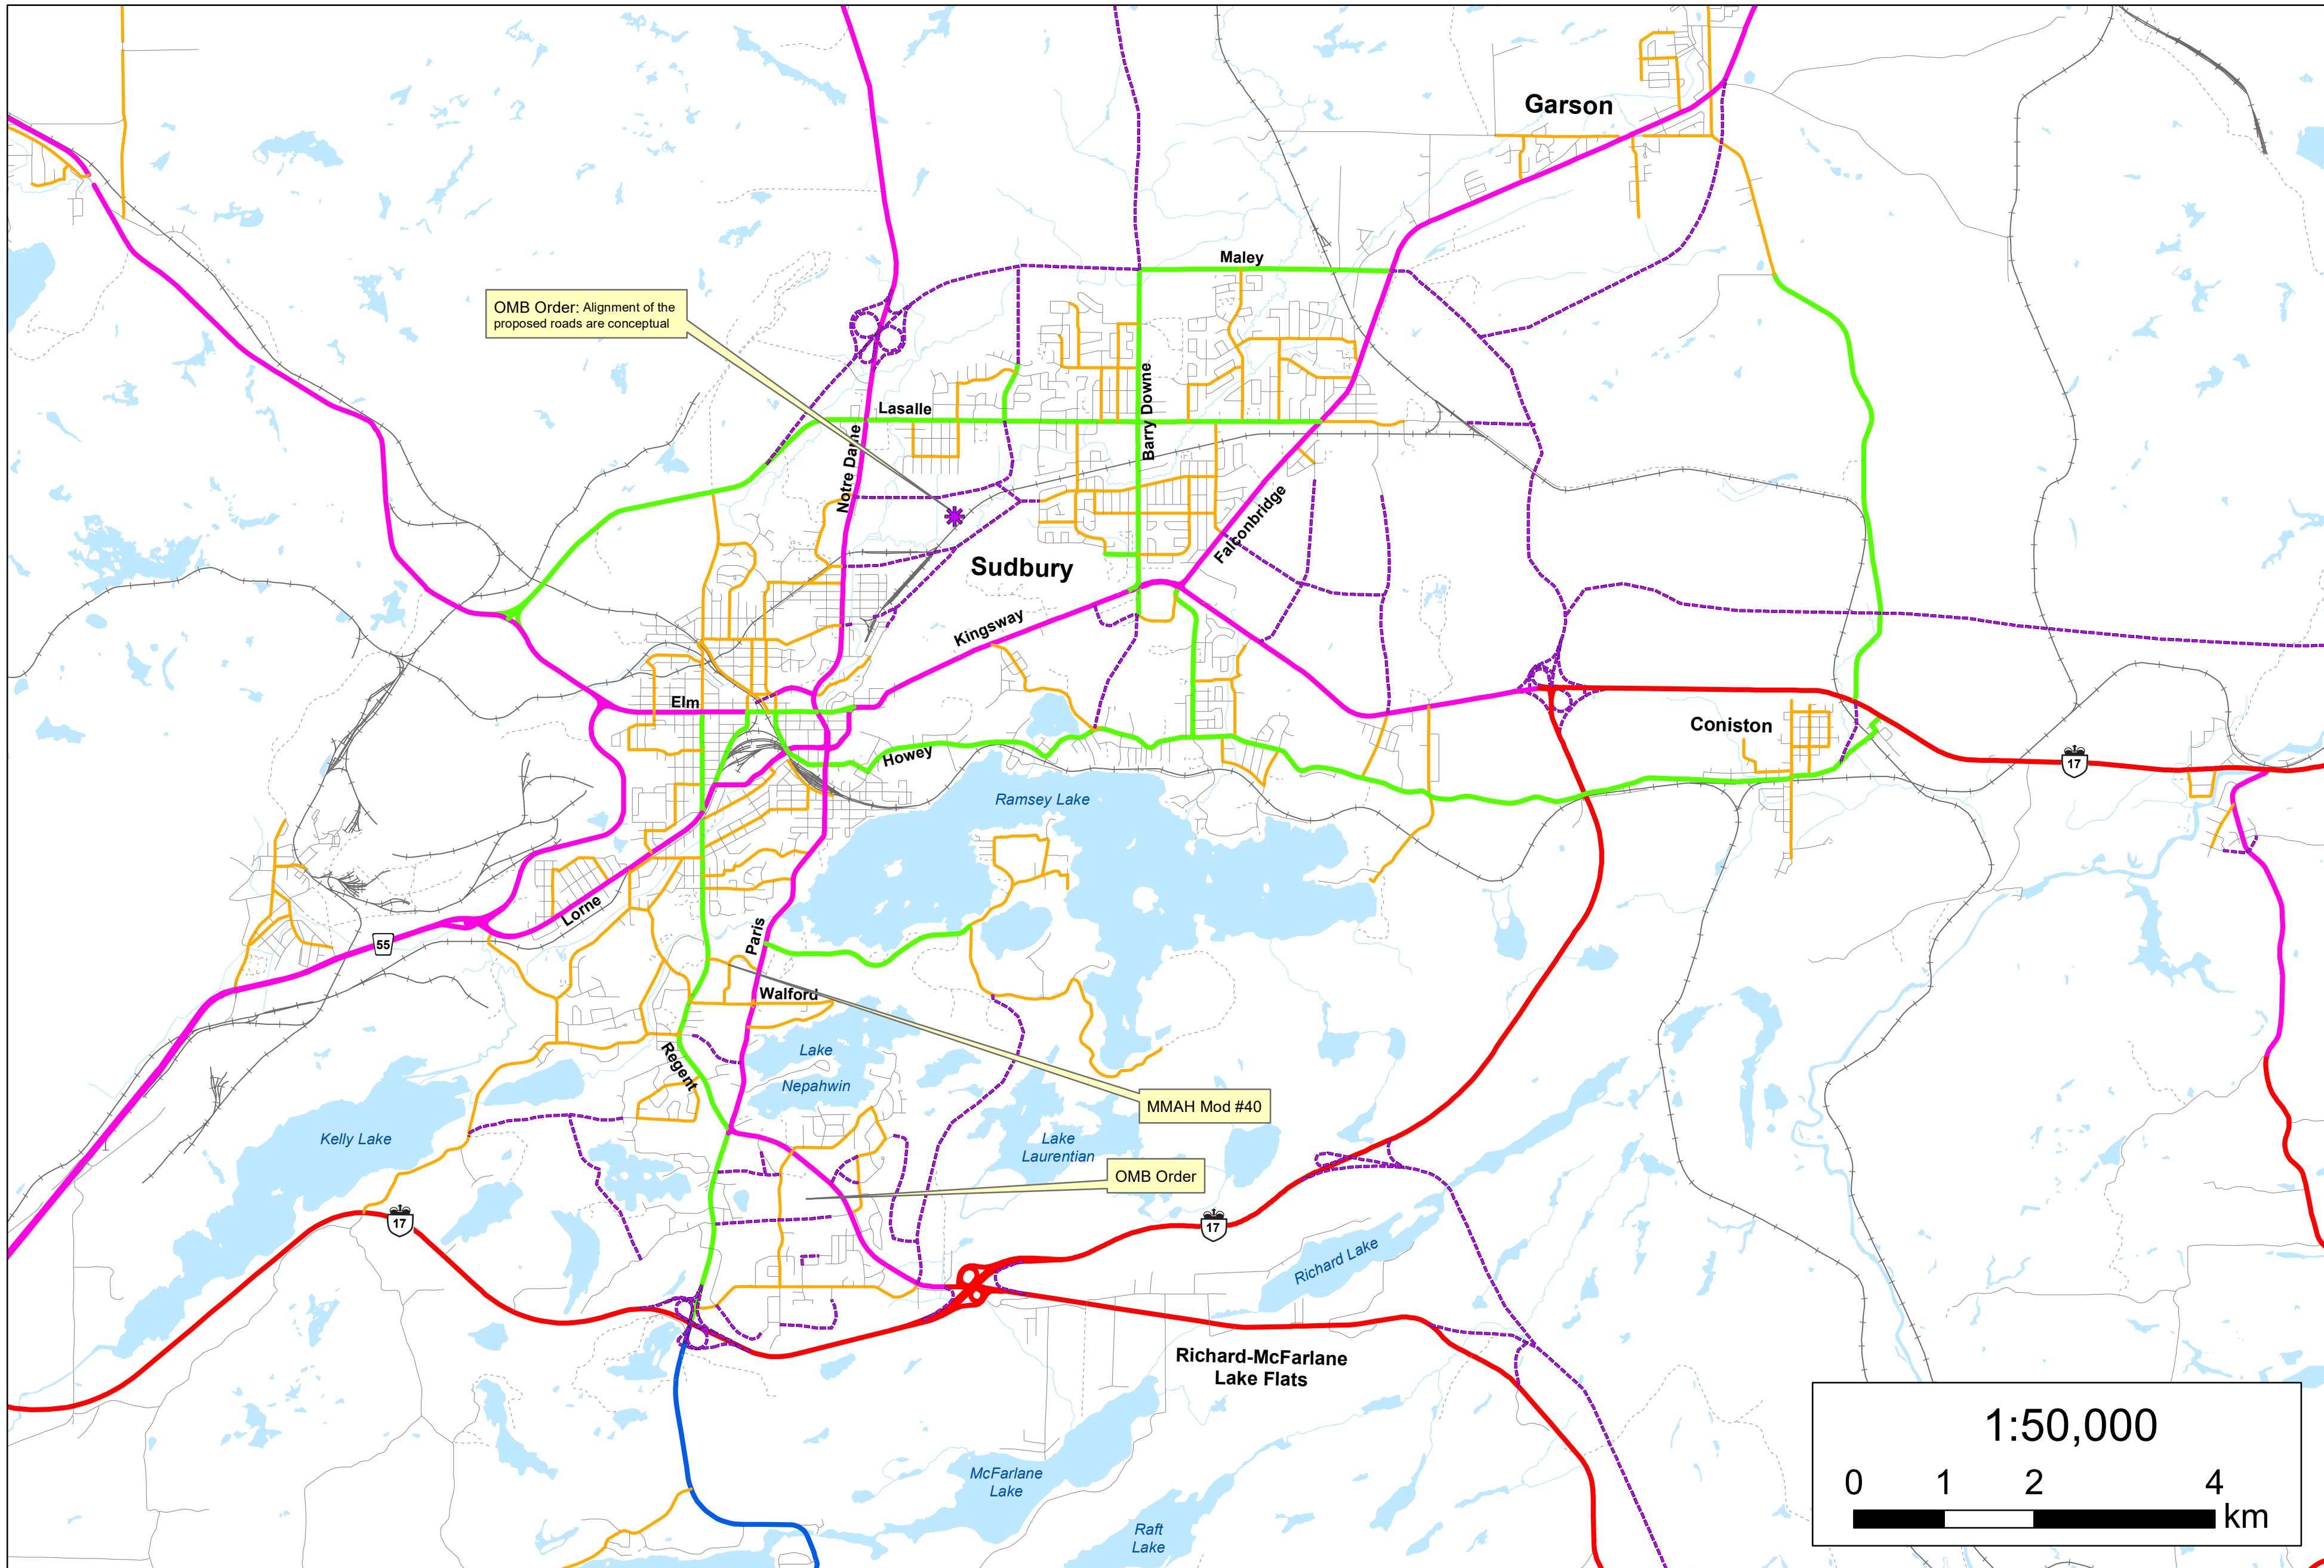 Garson
Maley
OMB Order: Alignment of the
proposed roads are conceptual
Barry Downe
Lasalle
Notre Dame
Falconbridge
Sudbury
Kingsway
Elm
Coniston
Howey
17
Ramsey Lake
Lorne
55
Paris
Walford
Lake
Nepahwin
Regent
MMAH Mod #40
Kelly Lake
Lake
Laurentian
OMB Order
17
17
Richard Lake
Richard-McFarlane
Lake Flats
1:50,000
0 1 2 4
km
McFarlane
Lake
Raft
Lake